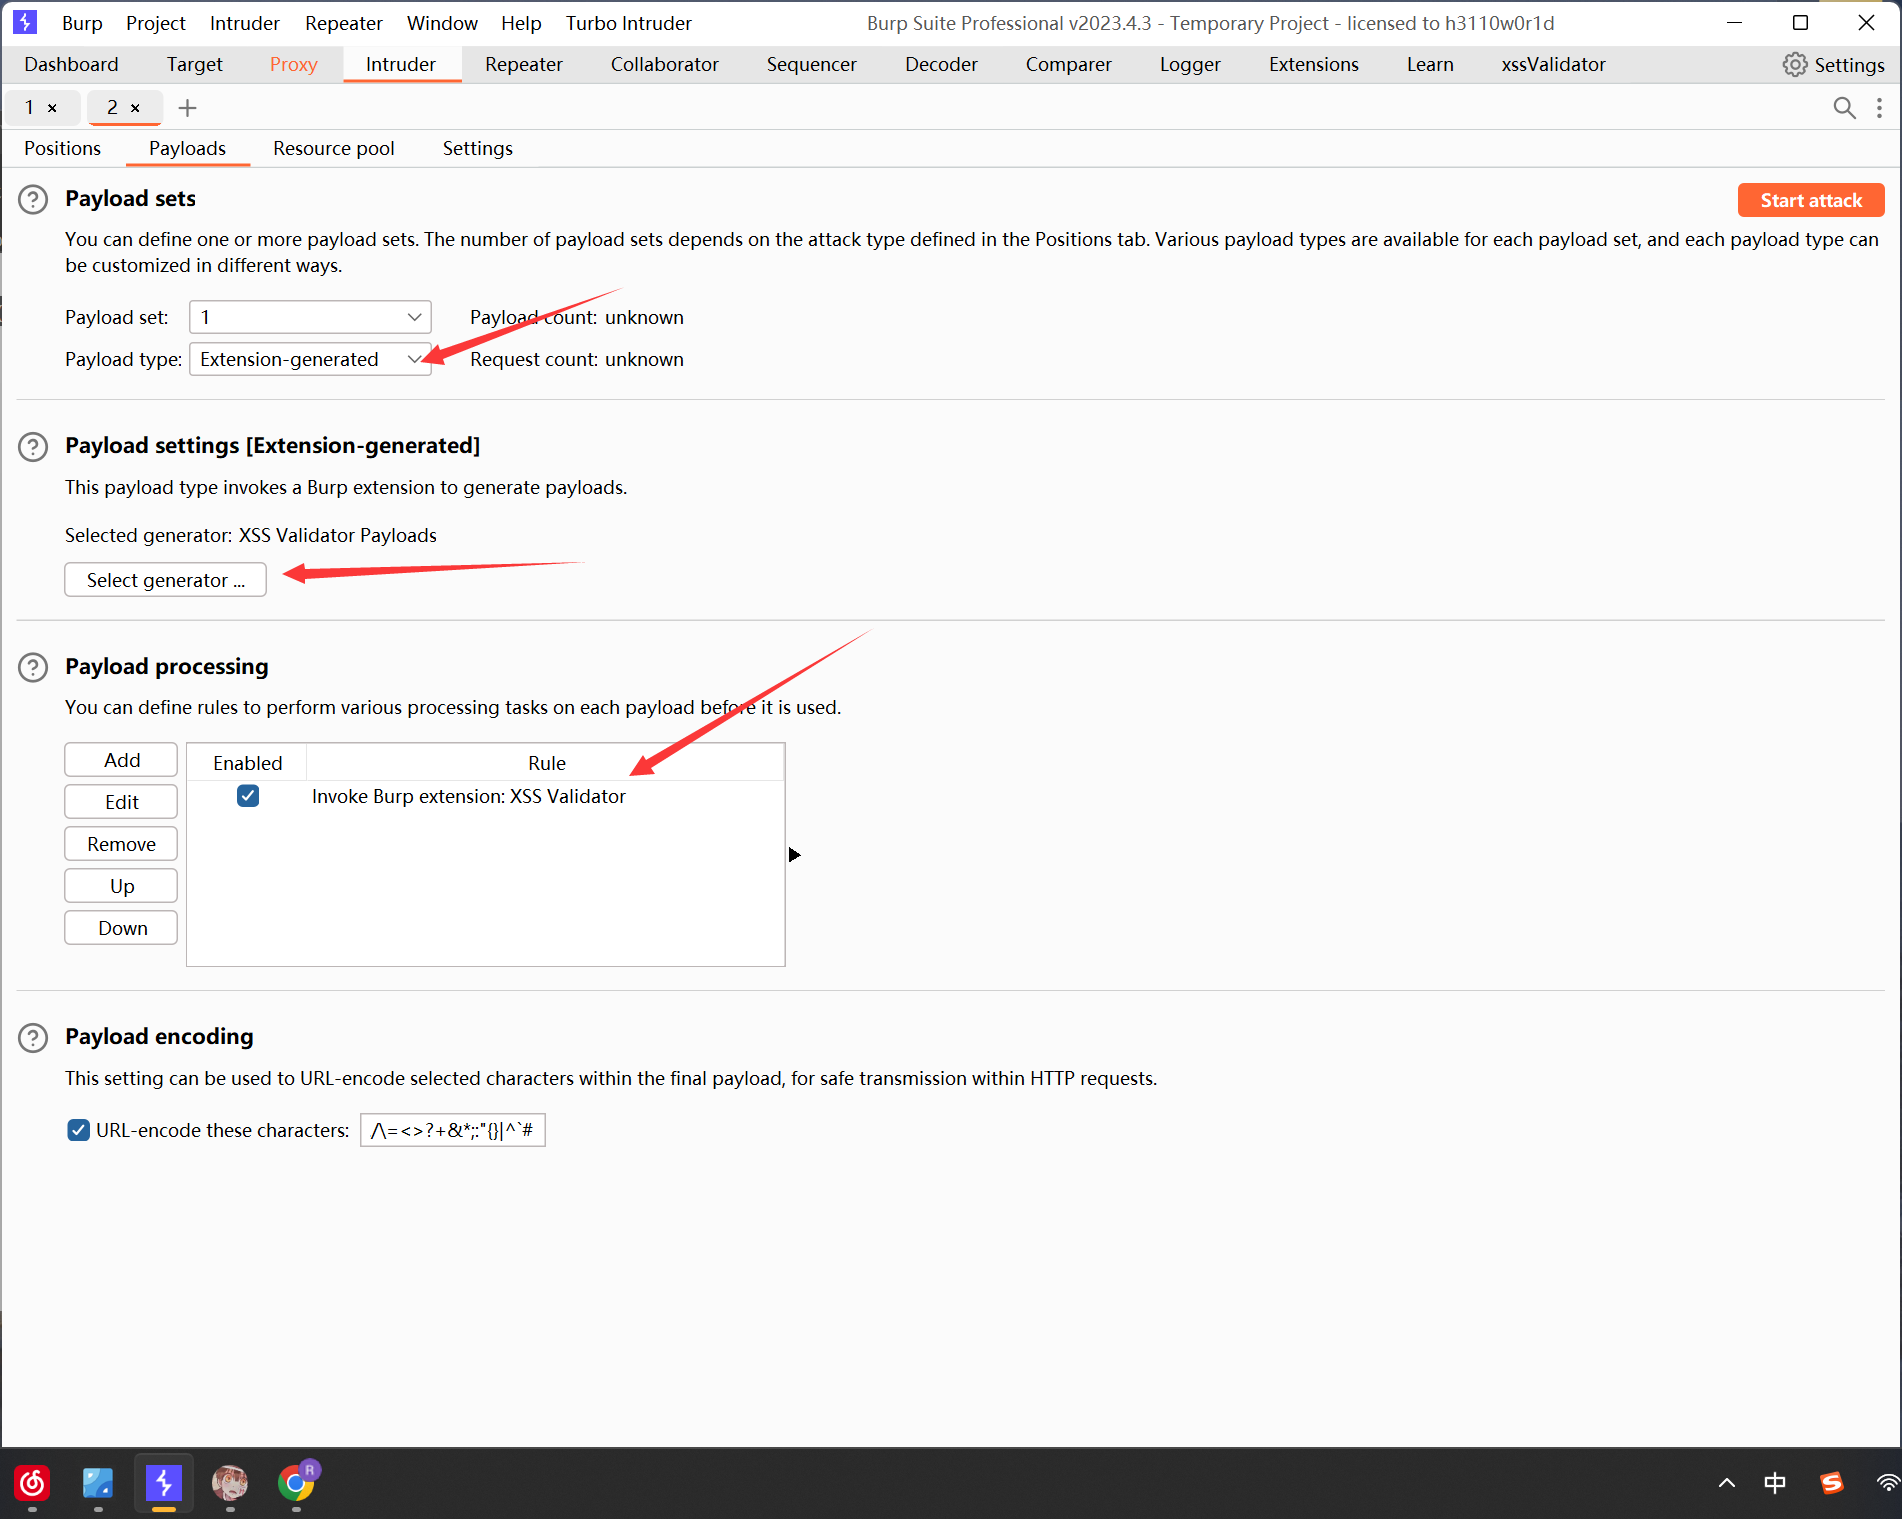 Burp Project Intruder Repeater Window Help Turbo Intruder Burp Suite Professional v2023.4.3 - Temporary Project - licensed to h3110w0r1d
Dashboard Target Proxy Intruder Repeater Collaborator Sequencer Decoder Comparer Logger Extensions Learn xssValidator Settings
1 × 2 × +
Positions Payloads Resource pool Settings
? Payload sets Start attack
You can define one or more payload sets. The number of payload sets depends on the attack type defined in the Positions tab. Various payload types are available for each payload set, and each payload type can
be customized in different ways.
Payload set: 1 Payload count: unknown
Payload type: Extension-generated Request count: unknown
? Payload settings [Extension-generated]
This payload type invokes a Burp extension to generate payloads.
Selected generator: XSS Validator Payloads
Select generator ...
? Payload processing
You can define rules to perform various processing tasks on each payload before it is used.
Add Enabled Rule
Edit Invoke Burp extension: XSS Validator
Remove
Up
Down
? Payload encoding
This setting can be used to URL-encode selected characters within the final payload, for safe transmission within HTTP requests.
URL-encode these characters: /\=<>?+&*;:"{}|^`#
R
中 S